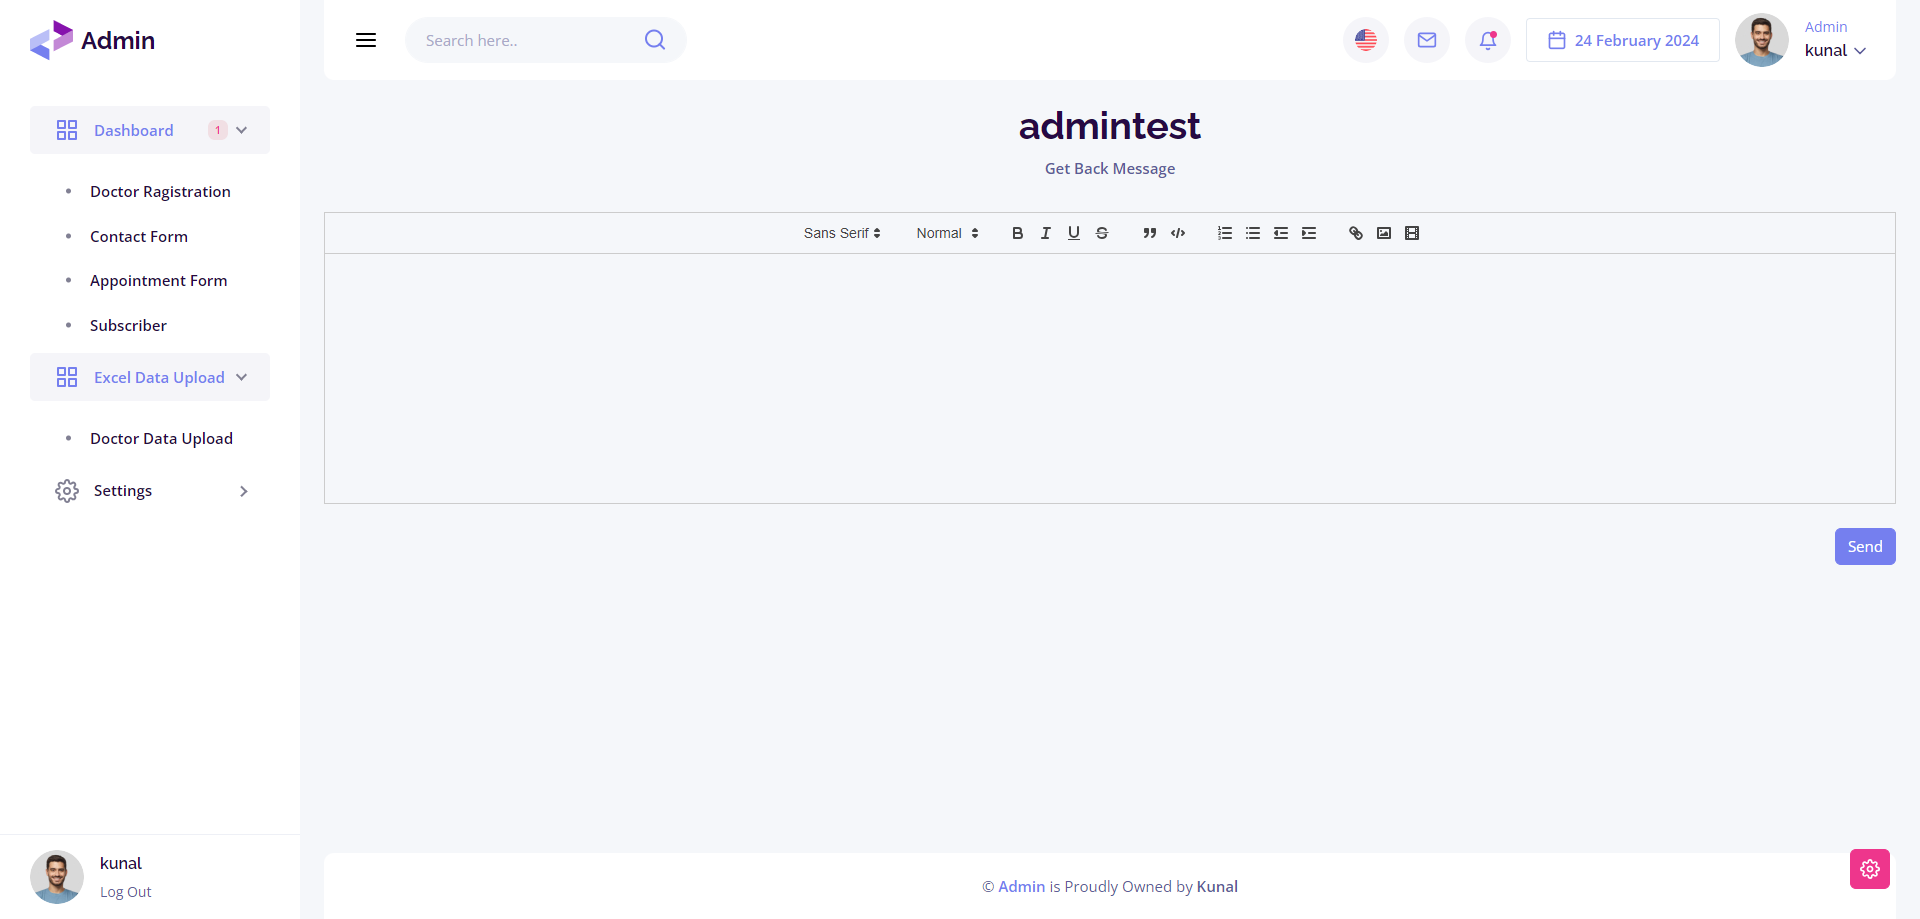 Admin
Dashboard 1
Doctor Ragistration
Contact Form
Appointment Form
Subscriber
Excel Data Upload
Doctor Data Upload
Settings
kunal
Log Out
Search here..
24 February 2024
Admin
kunal
admintest
Get Back Message
Sans Serif Normal B I U S
Send
© Admin is Proudly Owned by Kunal